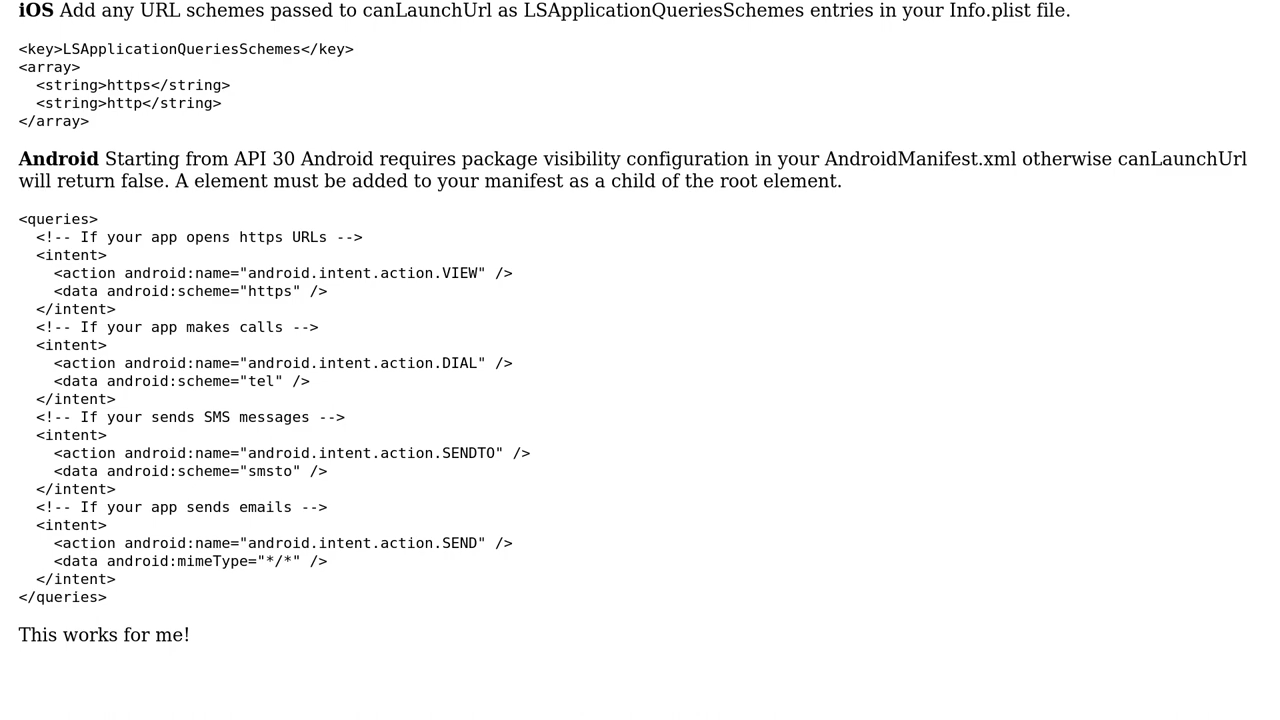 iOS Add any URL schemes passed to canLaunchUrl as LSApplicationQueriesSchemes entries in your Info.plist file.
<key>LSApplicationQueriesSchemes</key>
<array>
  <string>https</string>
  <string>http</string>
</array>
Android Starting from API 30 Android requires package visibility configuration in your AndroidManifest.xml otherwise canLaunchUrl
will return false. A element must be added to your manifest as a child of the root element.
<queries>
  <!-- If your app opens https URLs -->
  <intent>
    <action android:name="android.intent.action.VIEW" />
    <data android:scheme="https" />
  </intent>
  <!-- If your app makes calls -->
  <intent>
    <action android:name="android.intent.action.DIAL" />
    <data android:scheme="tel" />
  </intent>
  <!-- If your sends SMS messages -->
  <intent>
    <action android:name="android.intent.action.SENDTO" />
    <data android:scheme="smsto" />
  </intent>
  <!-- If your app sends emails -->
  <intent>
    <action android:name="android.intent.action.SEND" />
    <data android:mimeType="*/*" />
  </intent>
</queries>
This works for me!